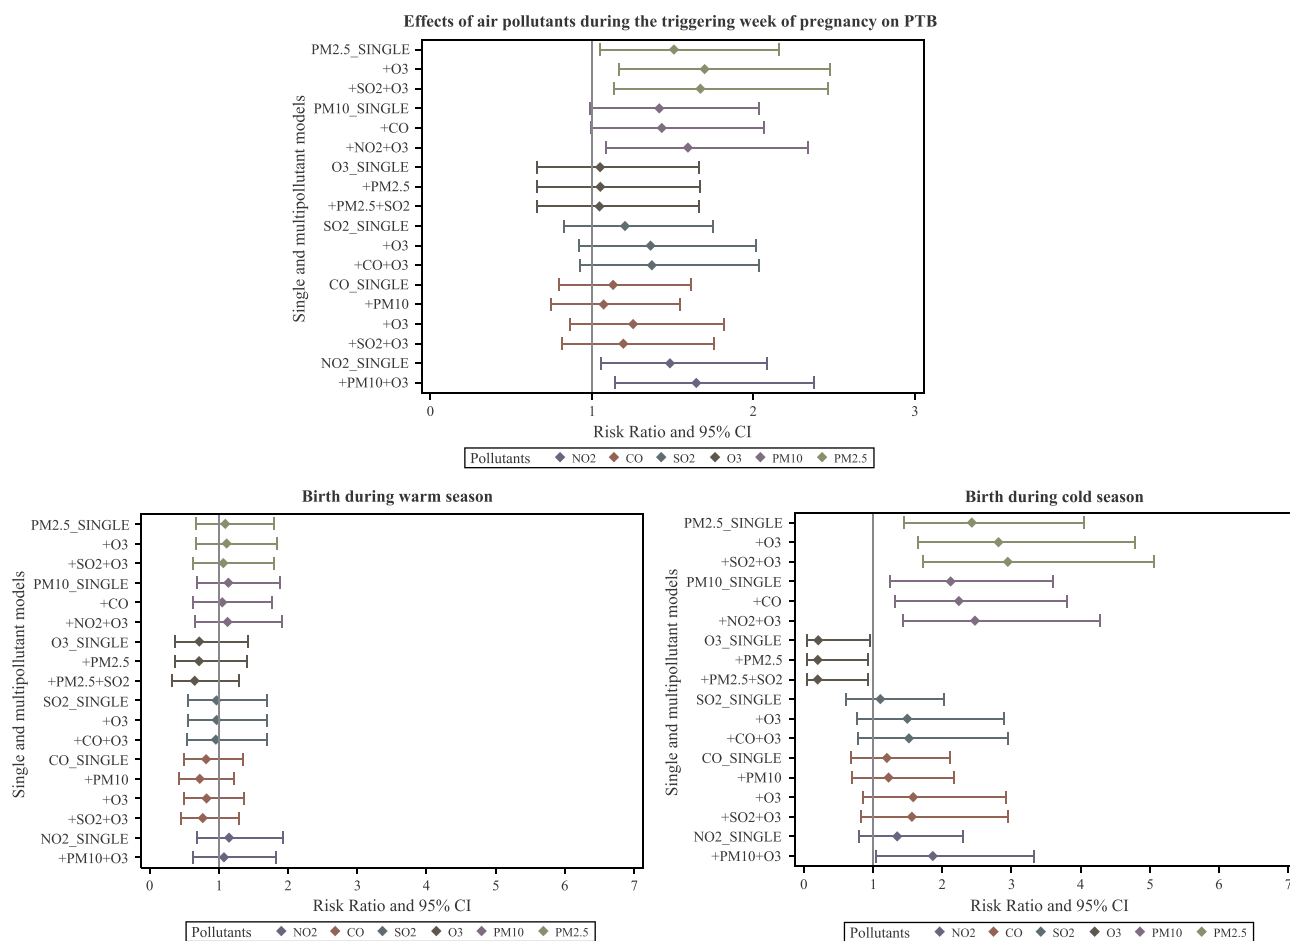 Effects of air pollutants during the triggering week of pregnancy on PTB
Single and multipollutant models
PM2.5_SINGLE
+O3
+SO2+O3
PM10_SINGLE
+CO
+NO2+O3
O3_SINGLE
+PM2.5
+PM2.5+SO2
SO2_SINGLE
+O3
+CO+O3
CO_SINGLE
+PM10
+O3
+SO2+O3
NO2_SINGLE
+PM10+O3
0 1 2 3
Risk Ratio and 95% CI
Pollutants NO2 CO SO2 O3 PM10 PM2.5
Birth during warm season
Single and multipollutant models
PM2.5_SINGLE
+O3
+SO2+O3
PM10_SINGLE
+CO
+NO2+O3
O3_SINGLE
+PM2.5
+PM2.5+SO2
SO2_SINGLE
+O3
+CO+O3
CO_SINGLE
+PM10
+O3
+SO2+O3
NO2_SINGLE
+PM10+O3
0 1 2 3 4 5 6 7
Risk Ratio and 95% CI
Pollutants NO2 CO SO2 O3 PM10 PM2.5
Birth during cold season
Single and multipollutant models
PM2.5_SINGLE
+O3
+SO2+O3
PM10_SINGLE
+CO
+NO2+O3
O3_SINGLE
+PM2.5
+PM2.5+SO2
SO2_SINGLE
+O3
+CO+O3
CO_SINGLE
+PM10
+O3
+SO2+O3
NO2_SINGLE
+PM10+O3
0 1 2 3 4 5 6 7
Risk Ratio and 95% CI
Pollutants NO2 CO SO2 O3 PM10 PM2.5